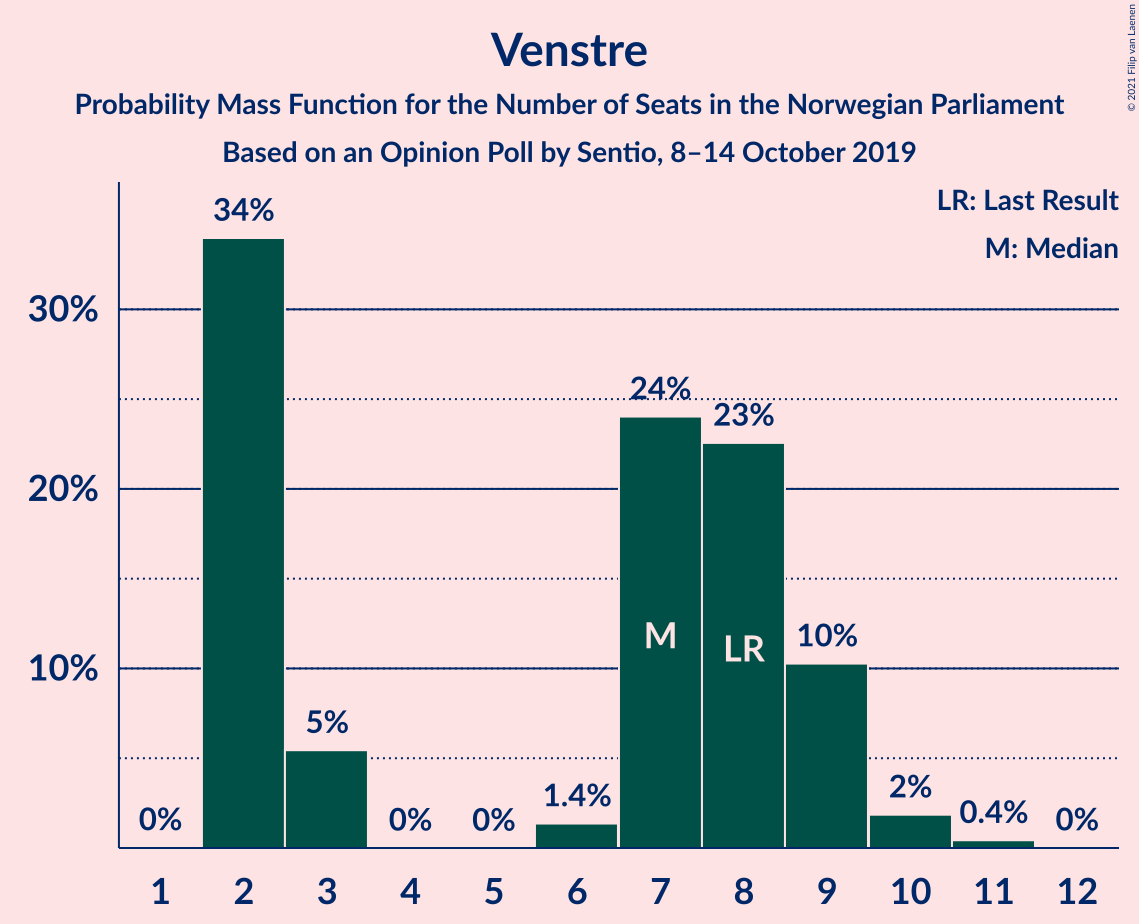 © 2021 Filip van Laenen
Venstre
Probability Mass Function for the Number of Seats in the Norwegian Parliament
Based on an Opinion Poll by Sentio, 8–14 October 2019
LR: Last Result
M: Median
30%
20%
10%
0%
34%
5%
0%
0%
1.4%
24%
23%
10%
2%
0.4%
0%
M
LR
1 2 3 4 5 6 7 8 9 10 11 12